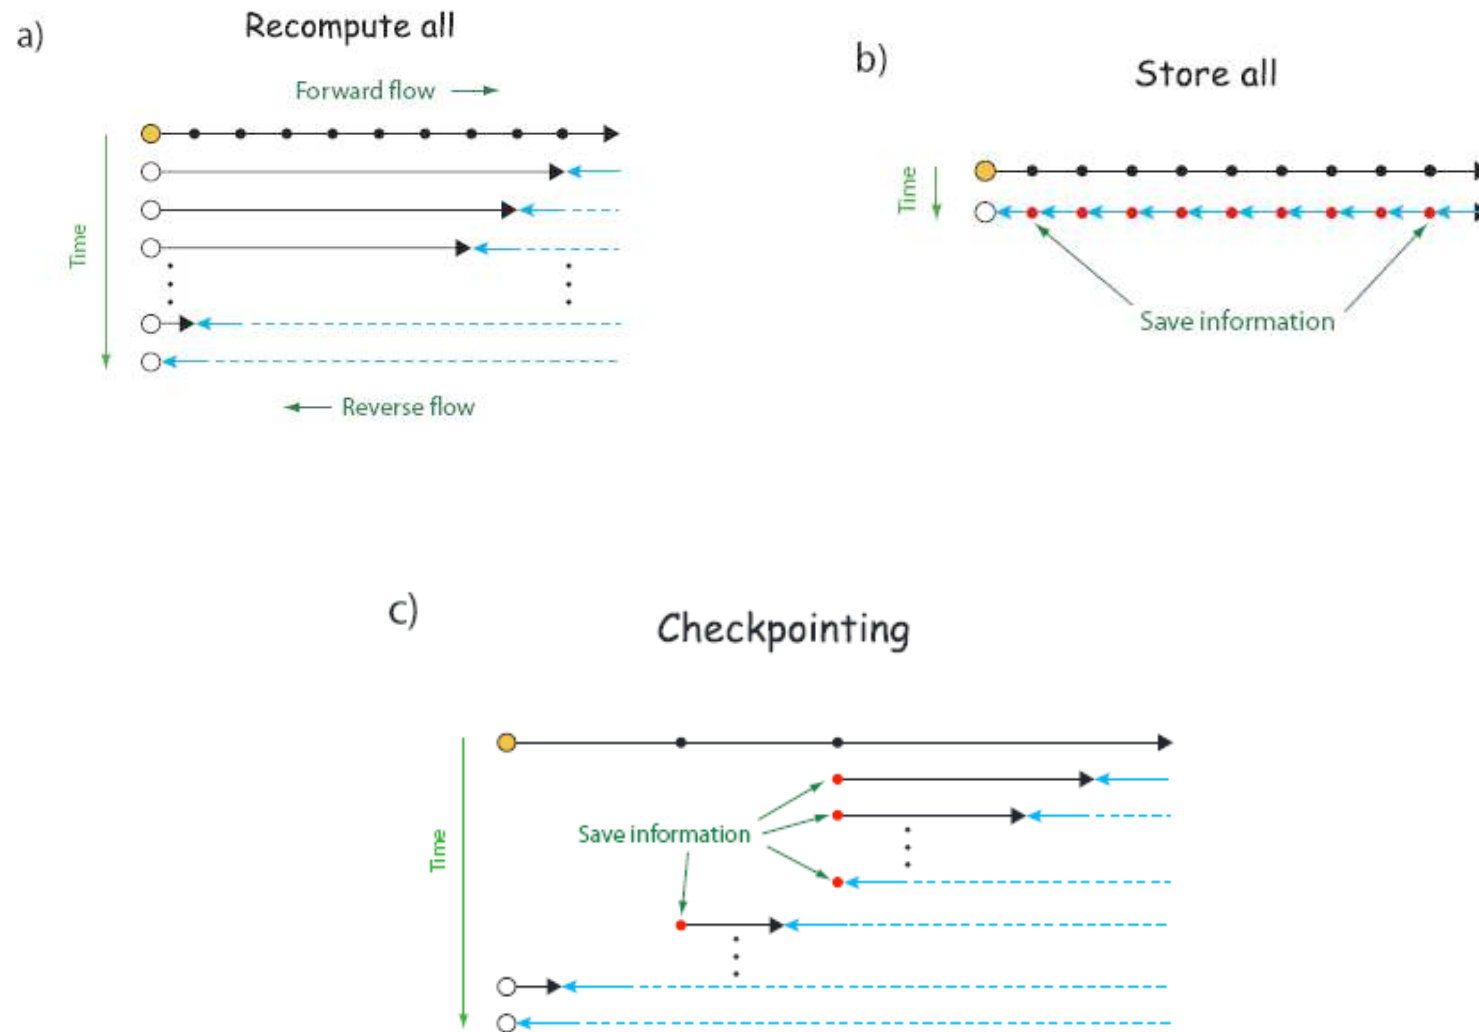 a)
Recompute all
Forward flow
Time
Reverse flow
b)
Store all
Time
Save information
c)
Checkpointing
Save information
Time